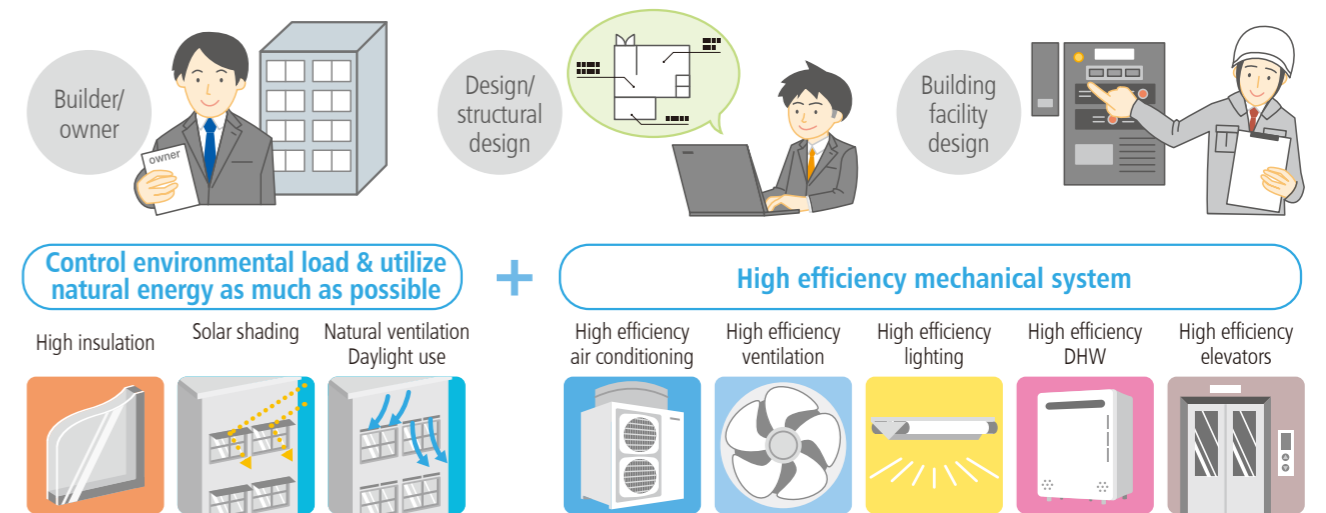 Builder/
owner
owner
Design/
structural
design
Building
facility
design
Control environmental load & utilize
natural energy as much as possible
+
High efficiency mechanical system
High insulation
Solar shading
Natural ventilation
Daylight use
High efficiency
air conditioning
High efficiency
ventilation
High efficiency
lighting
High efficiency
DHW
High efficiency
elevators